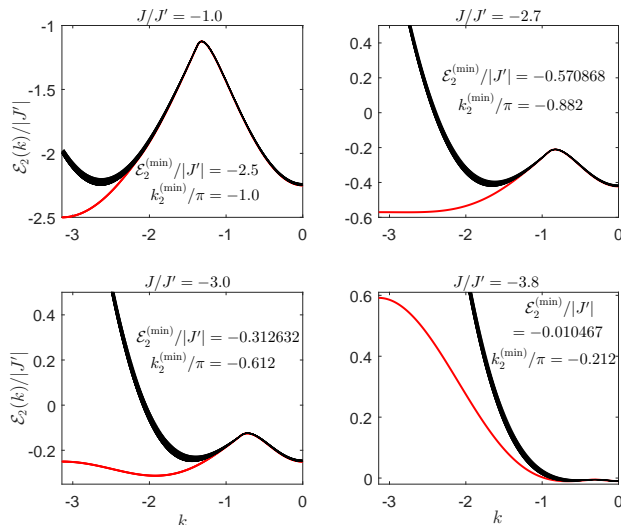 J/J′ = −1.0
J/J′ = −2.7
-1
-1.5
-2
-2.5
ℰ₂(k)/|J′|
ℰ₂^(min)/|J′| = −2.5
k₂^(min)/π = −1.0
-3 -2 -1 0
0.4
0.2
0
-0.2
-0.4
-0.6
ℰ₂^(min)/|J′| = −0.570868
k₂^(min)/π = −0.882
-3 -2 -1 0
J/J′ = −3.0
J/J′ = −3.8
0.4
0.2
0
-0.2
ℰ₂(k)/|J′|
ℰ₂^(min)/|J′| = −0.312632
k₂^(min)/π = −0.612
-3 -2 -1 0
k
0.6
0.4
0.2
0
ℰ₂^(min)/|J′|
= −0.010467
k₂^(min)/π = −0.212
-3 -2 -1 0
k